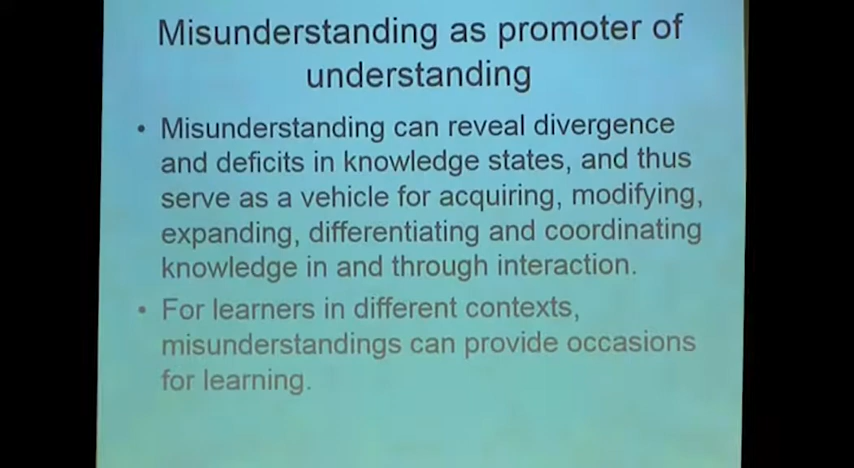 Misunderstanding as promoter of
understanding
• Misunderstanding can reveal divergence
and deficits in knowledge states, and thus
serve as a vehicle for acquiring, modifying,
expanding, differentiating and coordinating
knowledge in and through interaction.
• For learners in different contexts,
misunderstandings can provide occasions
for learning.